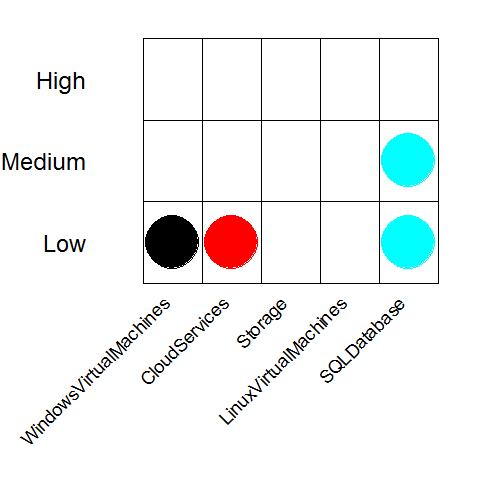 High
Medium
Low
WindowsVirtualMachines
CloudServices
Storage
LinuxVirtualMachines
SQLDatabase